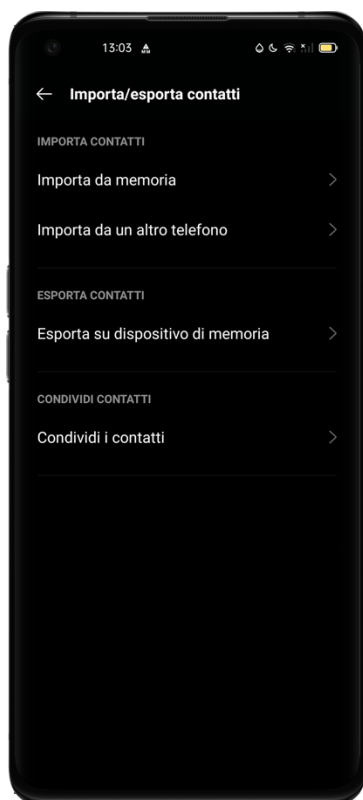 13:03
Importa/esporta contatti
IMPORTA CONTATTI
Importa da memoria
Importa da un altro telefono
ESPORTA CONTATTI
Esporta su dispositivo di memoria
CONDIVIDI CONTATTI
Condividi i contatti